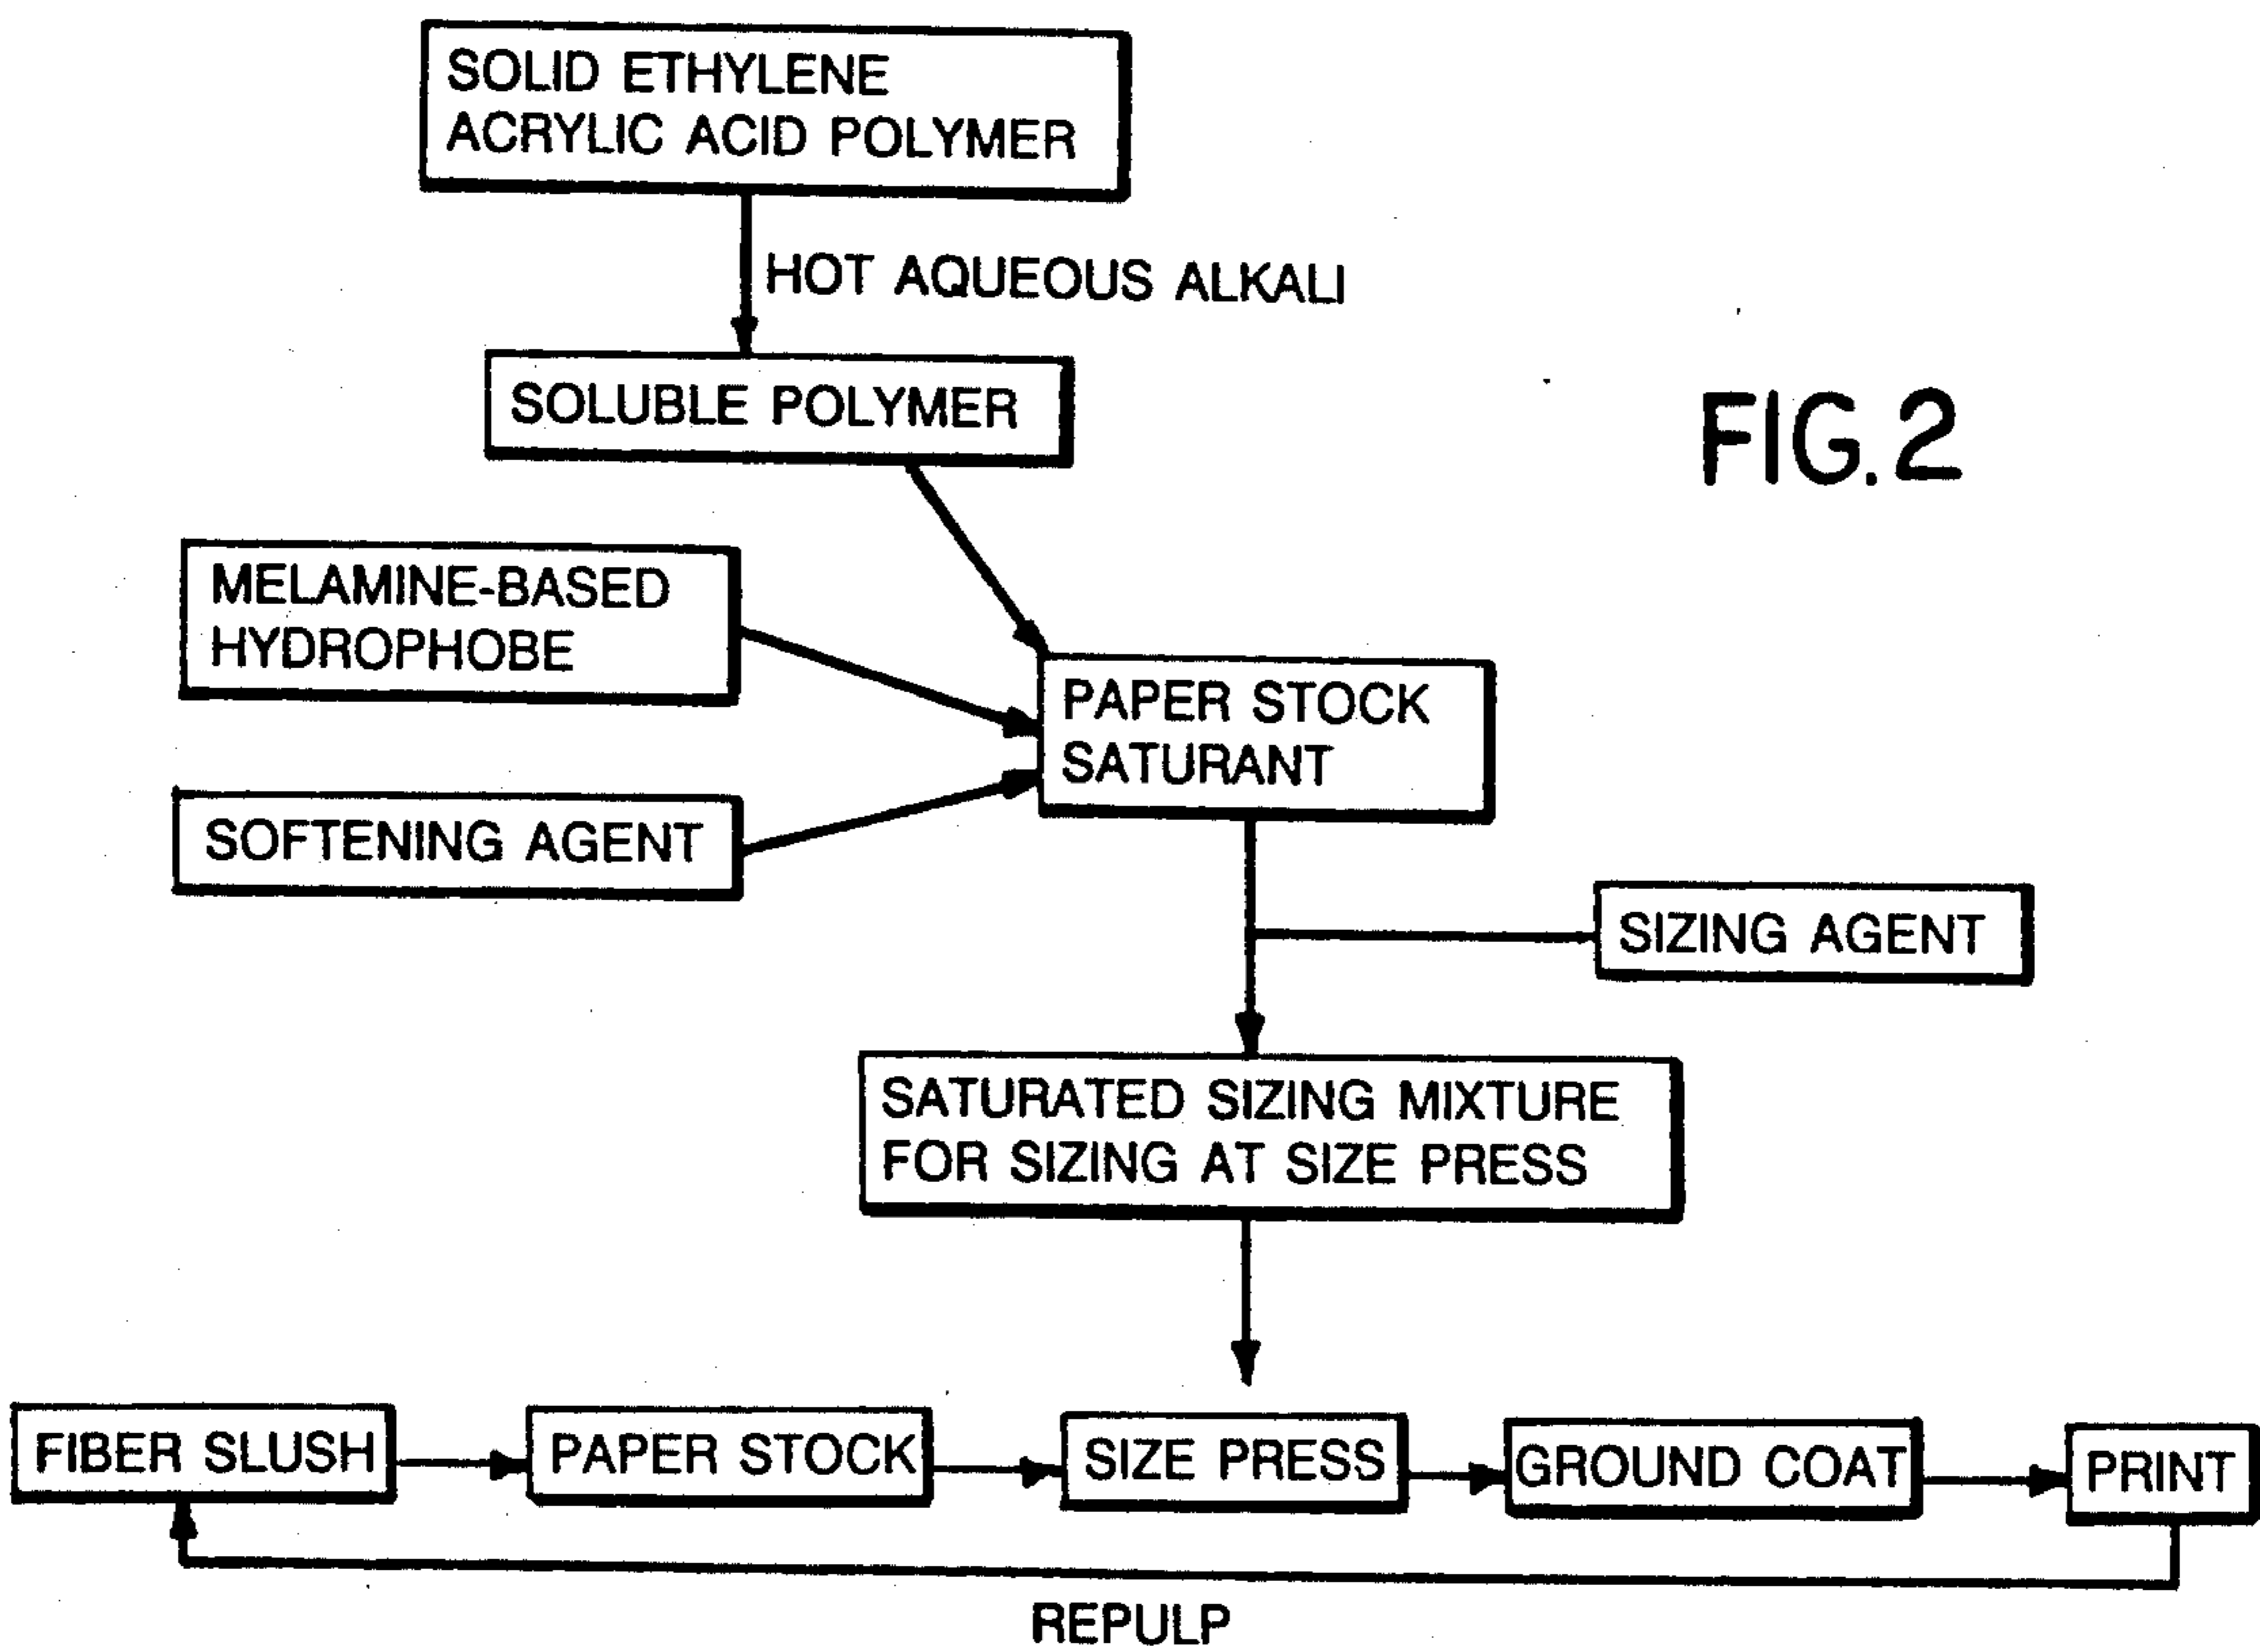 SOLID ETHYLENE
ACRYLIC ACID POLYMER
HOT AQUEOUS ALKALI
SOLUBLE POLYMER
FIG.2
MELAMINE-BASED
HYDROPHOBE
PAPER STOCK
SATURANT
SOFTENING AGENT
SIZING AGENT
SATURATED SIZING MIXTURE
FOR SIZING AT SIZE PRESS
FIBER SLUSH
PAPER STOCK
SIZE PRESS
GROUND COAT
PRINT
REPULP